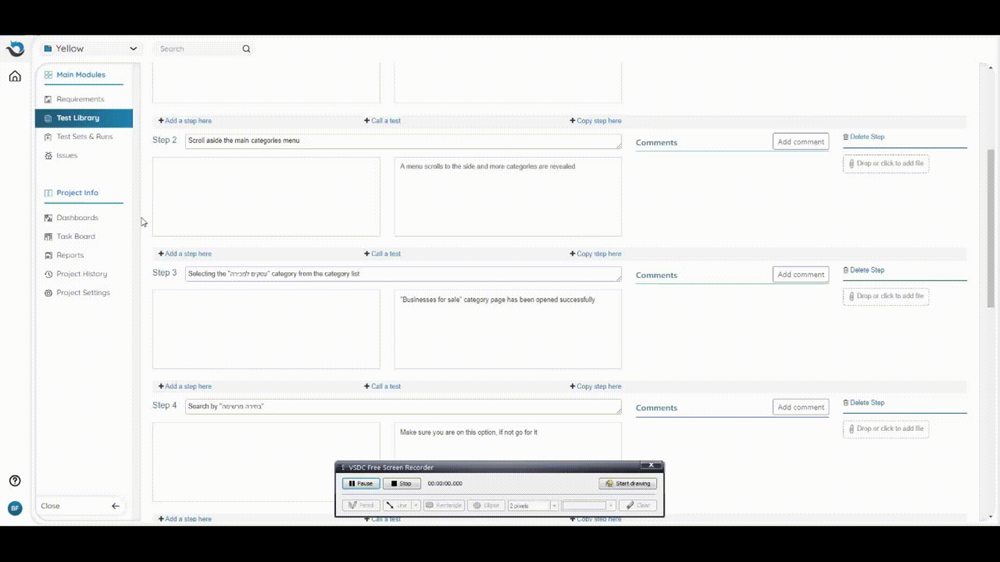 Yellow
Search
Main Modules
Requirements
Test Library
Test Sets & Runs
Issues
Project Info
Dashboards
Task Board
Reports
Project History
Project Settings
Close
BF
+ Add a step here + Call a test + Copy step here
Step 2 Scroll aside the main categories menu
Comments Add comment Delete Step
A menu scrolls to the side and more categories are revealed
Drop or click to add file
+ Add a step here + Call a test + Copy step here
Step 3 Selecting the "עסקים למכירה" category from the category list
Comments Add comment Delete Step
"Businesses for sale" category page has been opened successfully
Drop or click to add file
+ Add a step here + Call a test + Copy step here
Step 4 Search by "בחירה מרשימה"
Comments Add comment Delete Step
Make sure you are on this option, if not go for it
Drop or click to add file
VSDC Free Screen Recorder X
Pause Stop 00:00:00.000 Start drawing
Pencil Line Rectangle Ellipse 2 pixels Clear
+ Add a step here + Call a test + Copy step here